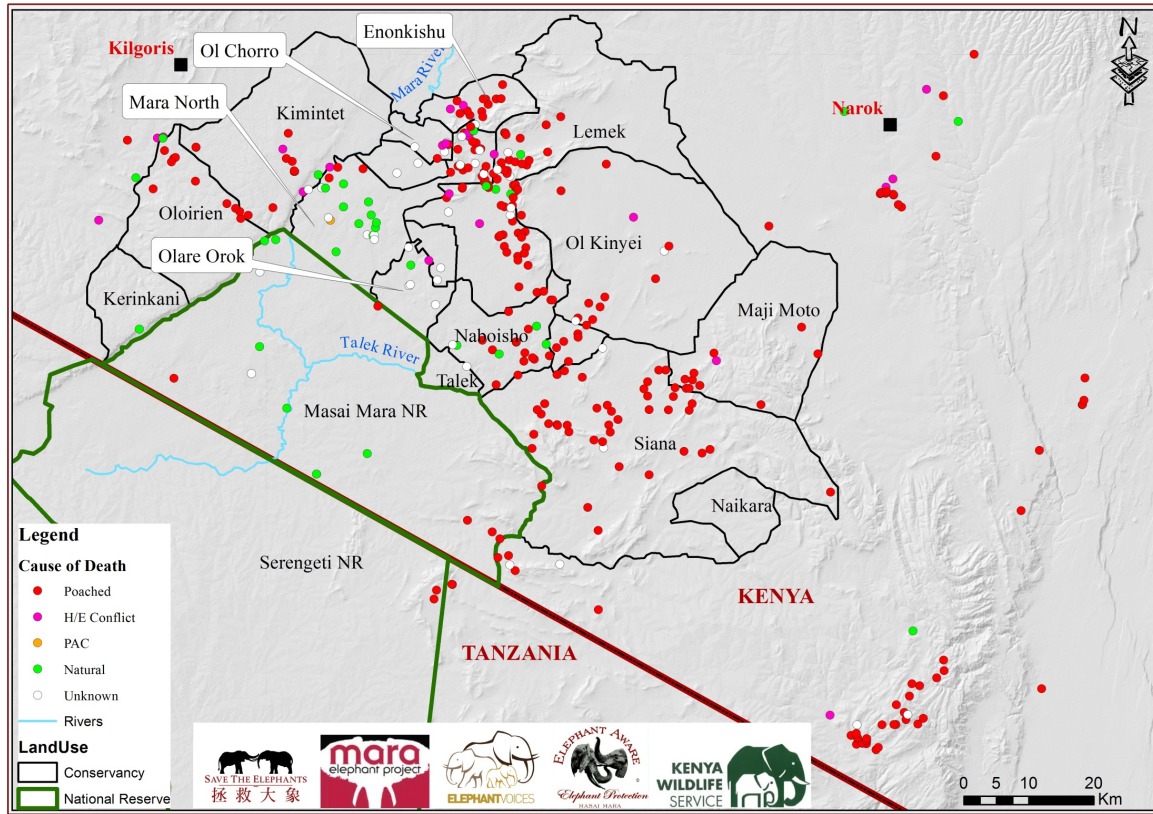 N
Kilgoris
Ol Chorro
Enonkishu
Mara River
Mara North
Kimintet
Lemek
Narok
Oloirien
Ol Kinyei
Olare Orok
Kerinkani
Maji Moto
Naboisho
Talek River
Talek
Masai Mara NR
Siana
Naikara
Serengeti NR
KENYA
TANZANIA
Legend
Cause of Death
Poached
H/E Conflict
PAC
Natural
Unknown
Rivers
LandUse
Conservancy
National Reserve
SAVE THE ELEPHANTS
拯救大象
mara
elephant project
ELEPHANTVOICES
ELEPHANT AWARE
Elephant Protection
MASAI MARA
KENYA
WILDLIFE
SERVICE
0 5 10 20
Km